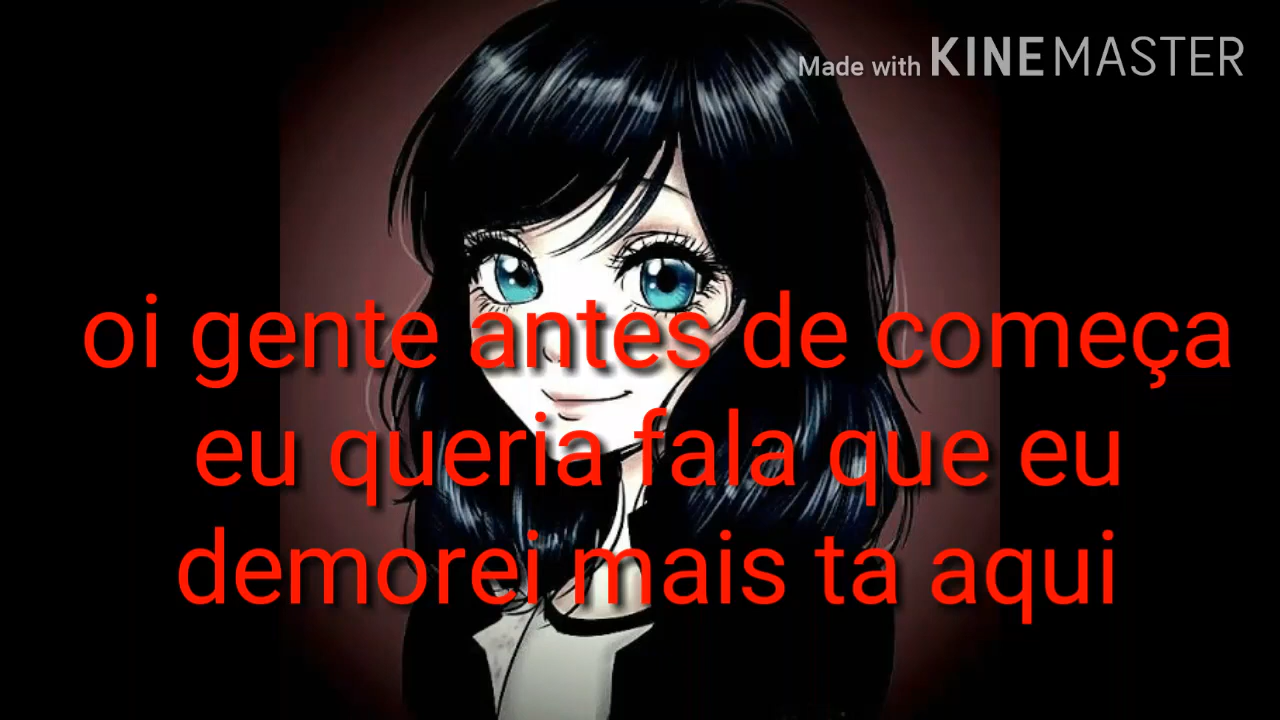 Made with KINEMASTER
oi gente antes de começa
eu queria fala que eu
demorei mais ta aqui